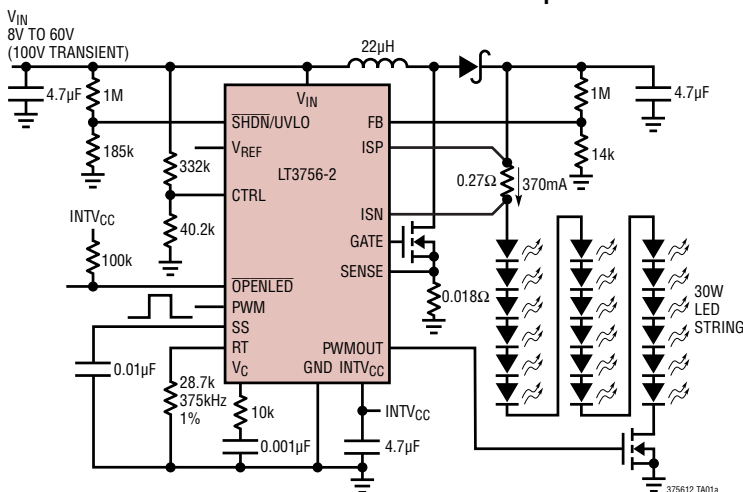 VIN
8V TO 60V
(100V TRANSIENT)
22µH
4.7µF
1M
185k
332k
40.2k
VIN
SHDN/UVLO
VREF
LT3756-2
CTRL
FB
ISP
ISN
GATE
SENSE
1M
14k
4.7µF
0.27Ω
370mA
INTVCC
100k
OPENLED
PWM
SS
RT
VC
GND
INTVCC
PWMOUT
0.018Ω
30W
LED
STRING
0.01µF
28.7k
375kHz
1%
10k
0.001µF
INTVCC
4.7µF
375612 TA01a